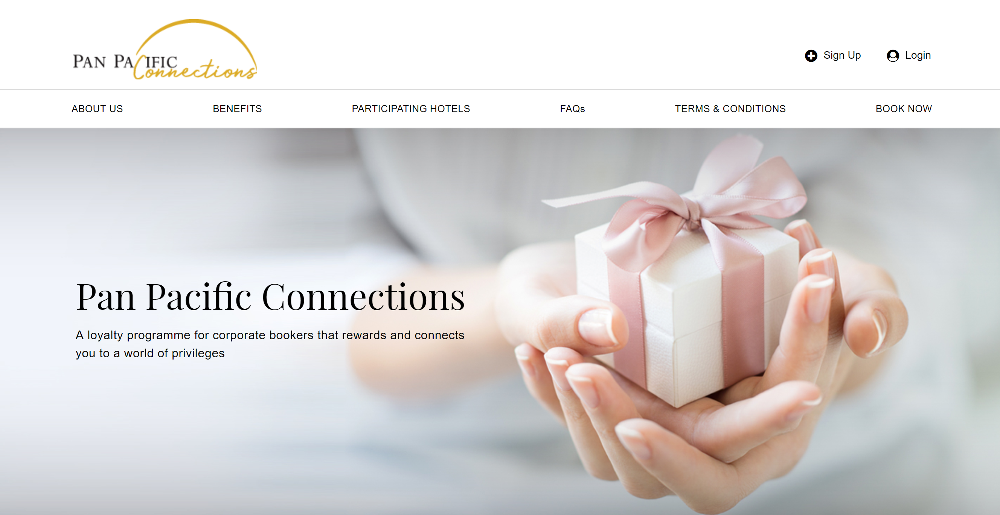 PAN PACIFIC
Connections
Sign Up
Login
ABOUT US
BENEFITS
PARTICIPATING HOTELS
FAQs
TERMS & CONDITIONS
BOOK NOW
Pan Pacific Connections
A loyalty programme for corporate bookers that rewards and connects
you to a world of privileges